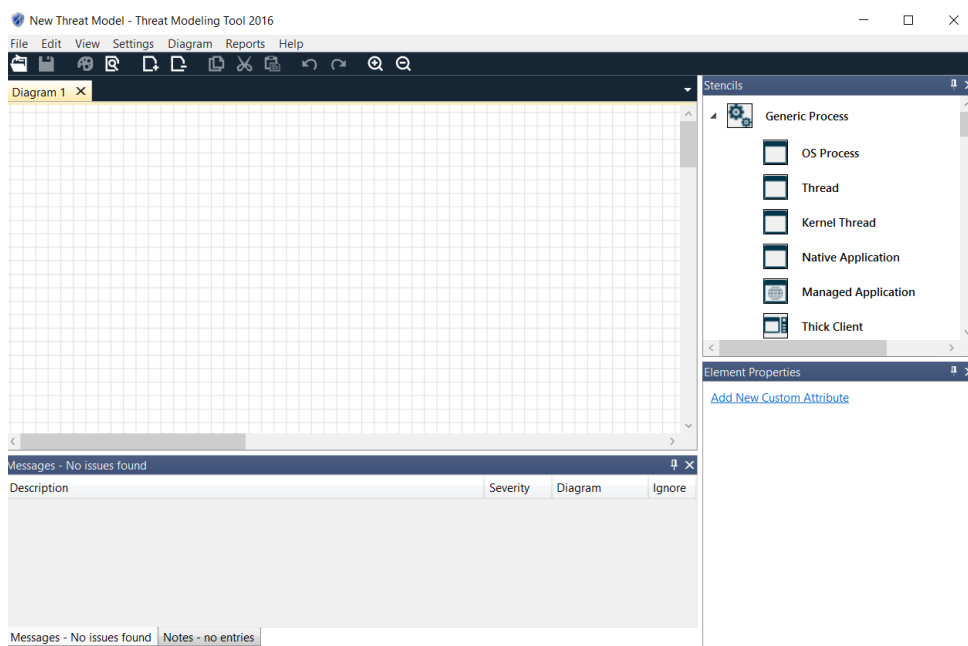 New Threat Model - Threat Modeling Tool 2016
File Edit View Settings Diagram Reports Help
Diagram 1
Stencils
Generic Process
OS Process
Thread
Kernel Thread
Native Application
Managed Application
Thick Client
Element Properties
Add New Custom Attribute
Messages - No issues found
Description Severity Diagram Ignore
Messages - No issues found Notes - no entries